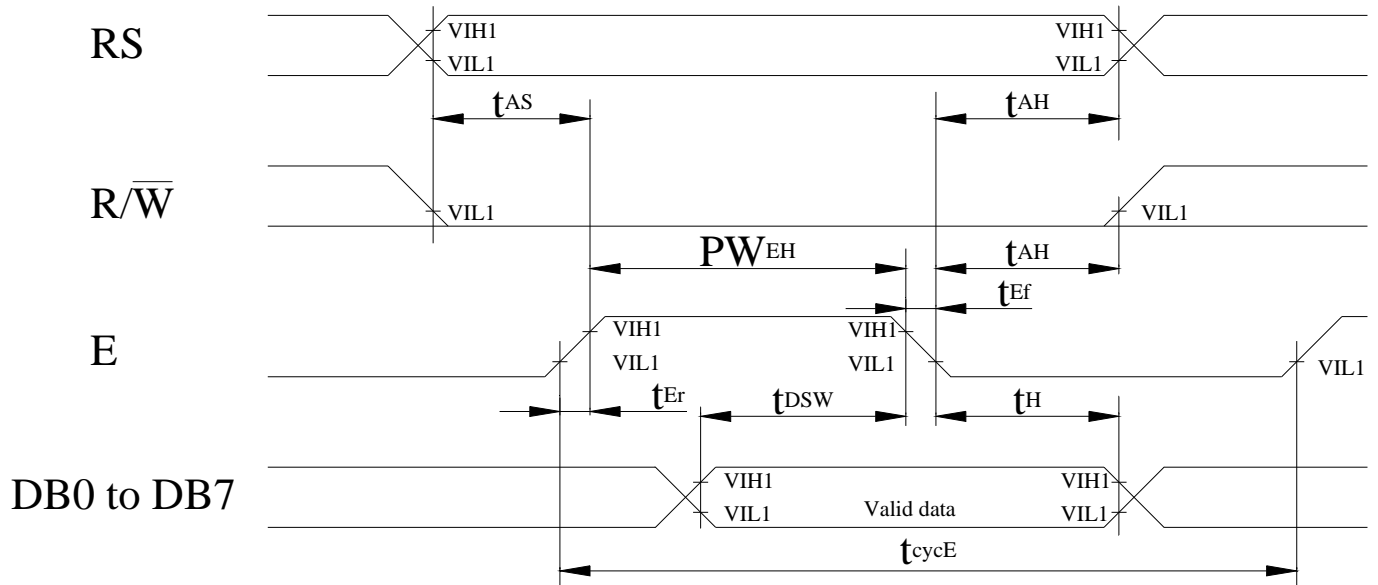 RS
VIH1
VIL1
VIH1
VIL1
tAS
tAH
R/W̅
VIL1
VIL1
PWEH
tAH
tEf
E
VIH1
VIL1
VIH1
VIL1
VIL1
tEr
tDSW
tH
DB0 to DB7
VIH1
VIL1
Valid data
VIH1
VIL1
tcycE